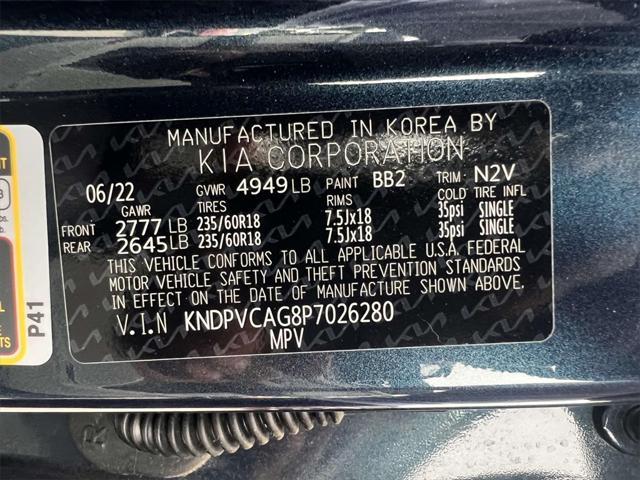 MANUFACTURED IN KOREA BY
KIA CORPORATION
06/22 GVWR 4949 LB PAINT BB2 TRIM N2V
GAWR TIRES RIMS COLD TIRE INFL
FRONT 2777 LB 235/60R18 7.5Jx18 35psi SINGLE
REAR 2645 LB 235/60R18 7.5Jx18 35psi SINGLE
THIS VEHICLE CONFORMS TO ALL APPLICABLE U.S.A. FEDERAL
MOTOR VEHICLE SAFETY AND THEFT PREVENTION STANDARDS
IN EFFECT ON THE DATE OF MANUFACTURE SHOWN ABOVE.
V.I.N KNDPVCAG8P7026280
MPV
P41
R